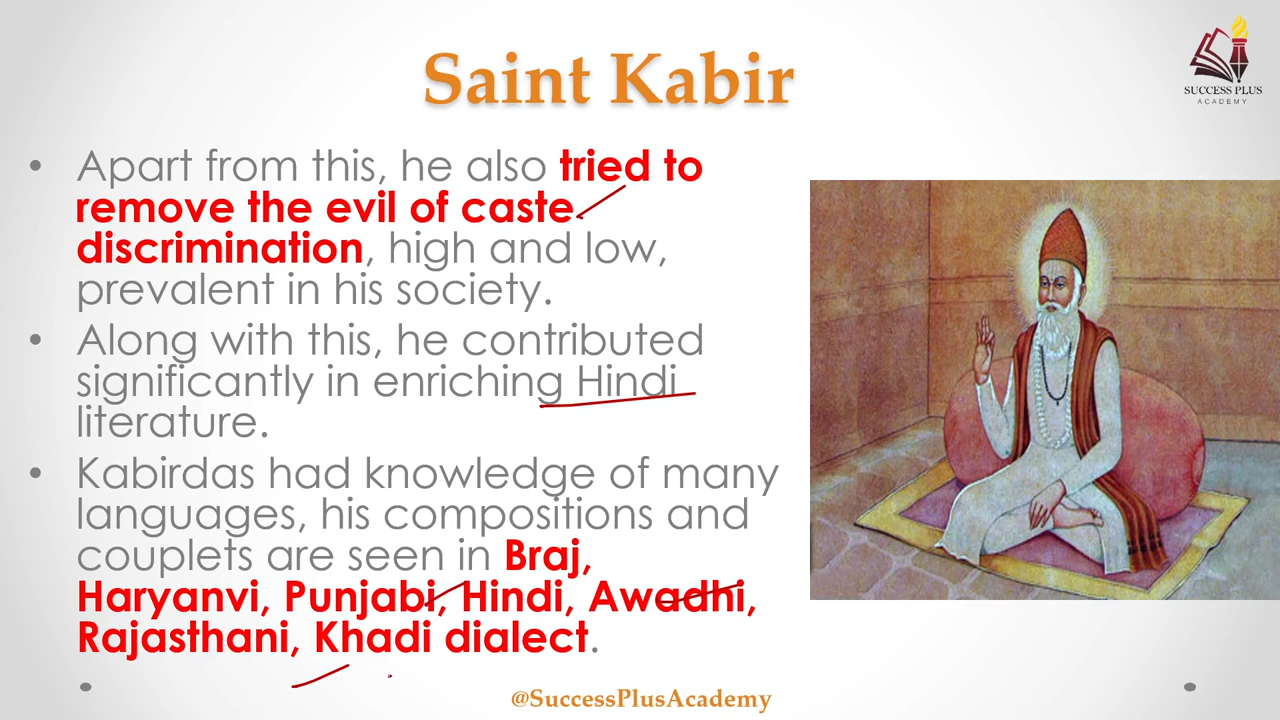 Saint Kabir
SUCCESS PLUS
ACADEMY
• Apart from this, he also tried to
remove the evil of caste
discrimination, high and low,
prevalent in his society.
• Along with this, he contributed
significantly in enriching Hindi
literature.
• Kabirdas had knowledge of many
languages, his compositions and
couplets are seen in Braj,
Haryanvi, Punjabi, Hindi, Awadhi,
Rajasthani, Khadi dialect.
@SuccessPlusAcademy